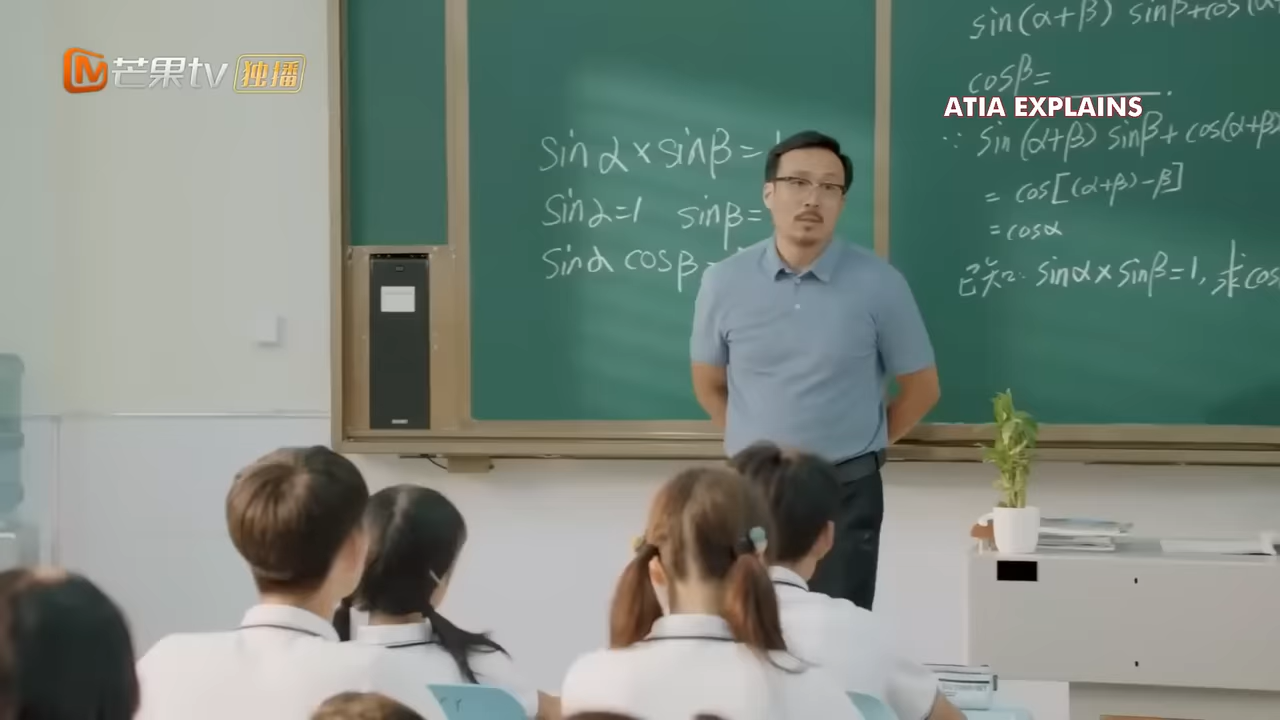 芒果tv 独播
ATIA EXPLAINS
sinα×sinβ=1
sinα=1 sinβ=
sinα cosβ
sin(α+β) sinβ+cos(α+
cosβ=______.
∵ sin(α+β) sinβ+cos(α+β)
= cos[(α+β)-β]
=cosα
已知: sinα×sinβ=1, 求cos